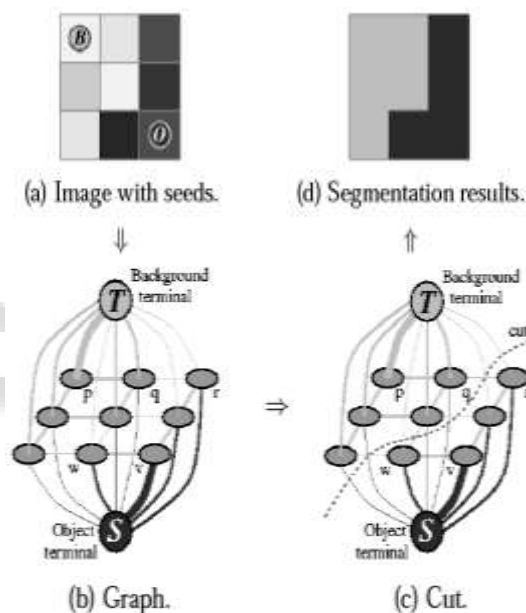 B
O
(a) Image with seeds.
(d) Segmentation results.
Background
terminal
T
p
q
r
w
v
S
Object
terminal
(b) Graph.
Background
terminal
T
cut
p
q
r
w
v
S
Object
terminal
(c) Cut.